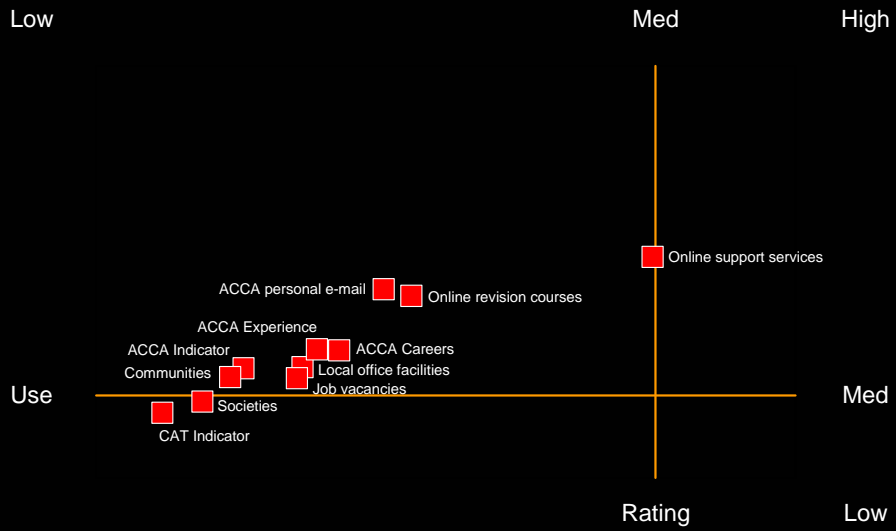 Low
Med
High
Online support services
ACCA personal e-mail
Online revision courses
ACCA Experience
ACCA Indicator
ACCA Careers
Communities
Local office facilities
Job vacancies
Use
Med
Societies
CAT Indicator
Rating
Low